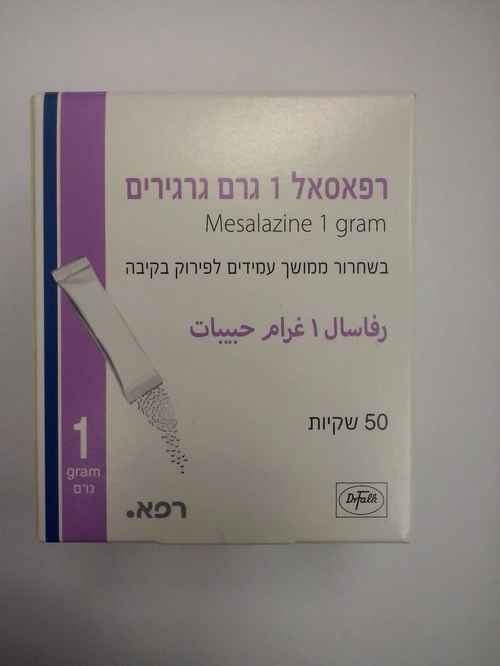 רפאסאל 1 גרם גרגירים
Mesalazine 1 gram
בשחרור ממושך עמידים לפירוק בקיבה
رفاسال ١ غرام حبيبات
50 שקיות
1
gram
גרם
רפא.
Dr Falk